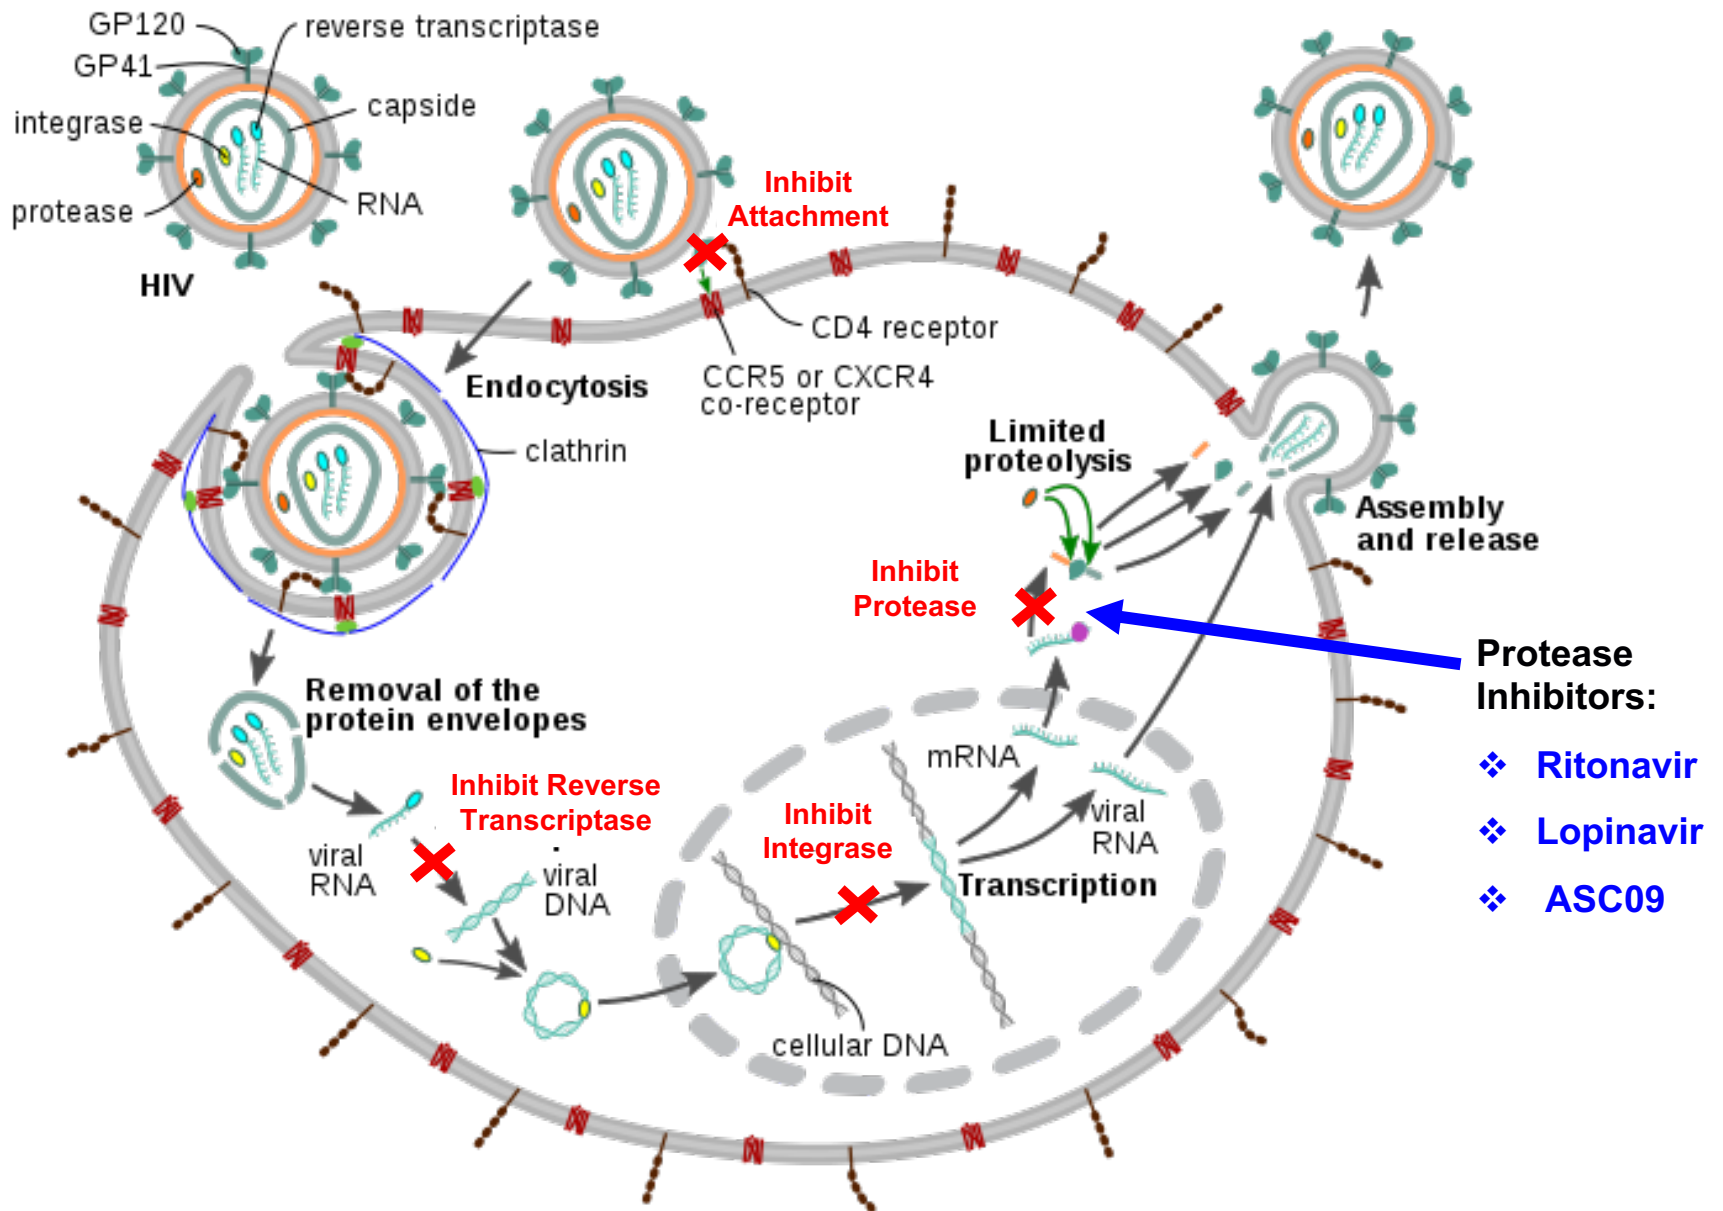 GP120
reverse transcriptase
GP41
capside
integrase
protease
RNA
HIV
Inhibit
Attachment
CD4 receptor
CCR5 or CXCR4
co-receptor
Endocytosis
clathrin
Limited
proteolysis
Assembly
and release
Inhibit
Protease
Protease
Inhibitors:
❖ Ritonavir
❖ Lopinavir
❖ ASC09
Removal of the
protein envelopes
Inhibit Reverse
Transcriptase
viral
RNA
viral
DNA
Inhibit
Integrase
mRNA
viral
RNA
Transcription
cellular DNA